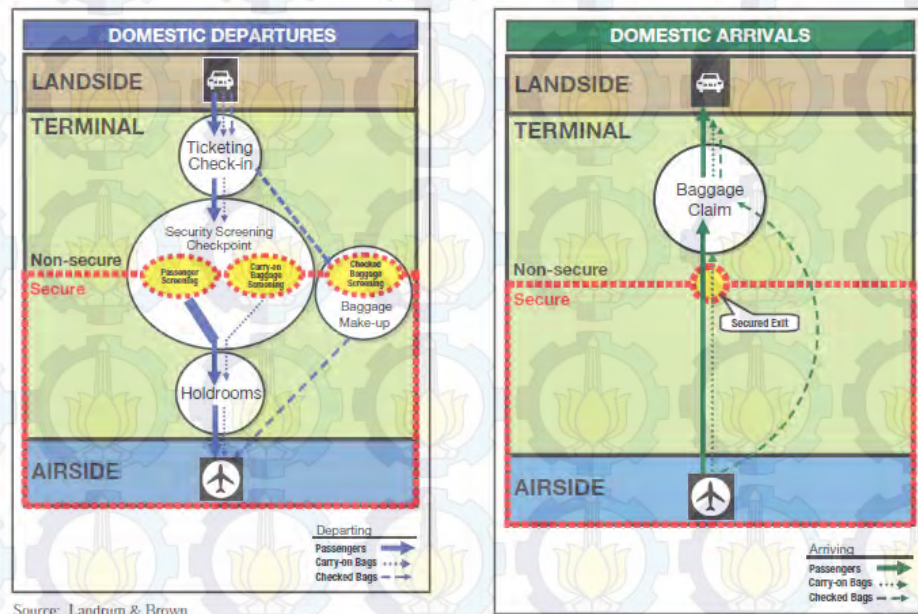 DOMESTIC DEPARTURES
LANDSIDE
TERMINAL
Ticketing
Check-in
Security Screening
Checkpoint
Non-secure
Secure
Passenger
Screening
Carry-on
Baggage
Screening
Checked
Baggage
Screening
Baggage
Make-up
Holdrooms
AIRSIDE
Departing
Passengers
Carry-on Bags
Checked Bags
Source: Landrum & Brown
DOMESTIC ARRIVALS
LANDSIDE
TERMINAL
Baggage
Claim
Non-secure
Secure
Secured Exit
AIRSIDE
Arriving
Passengers
Carry-on Bags
Checked Bags